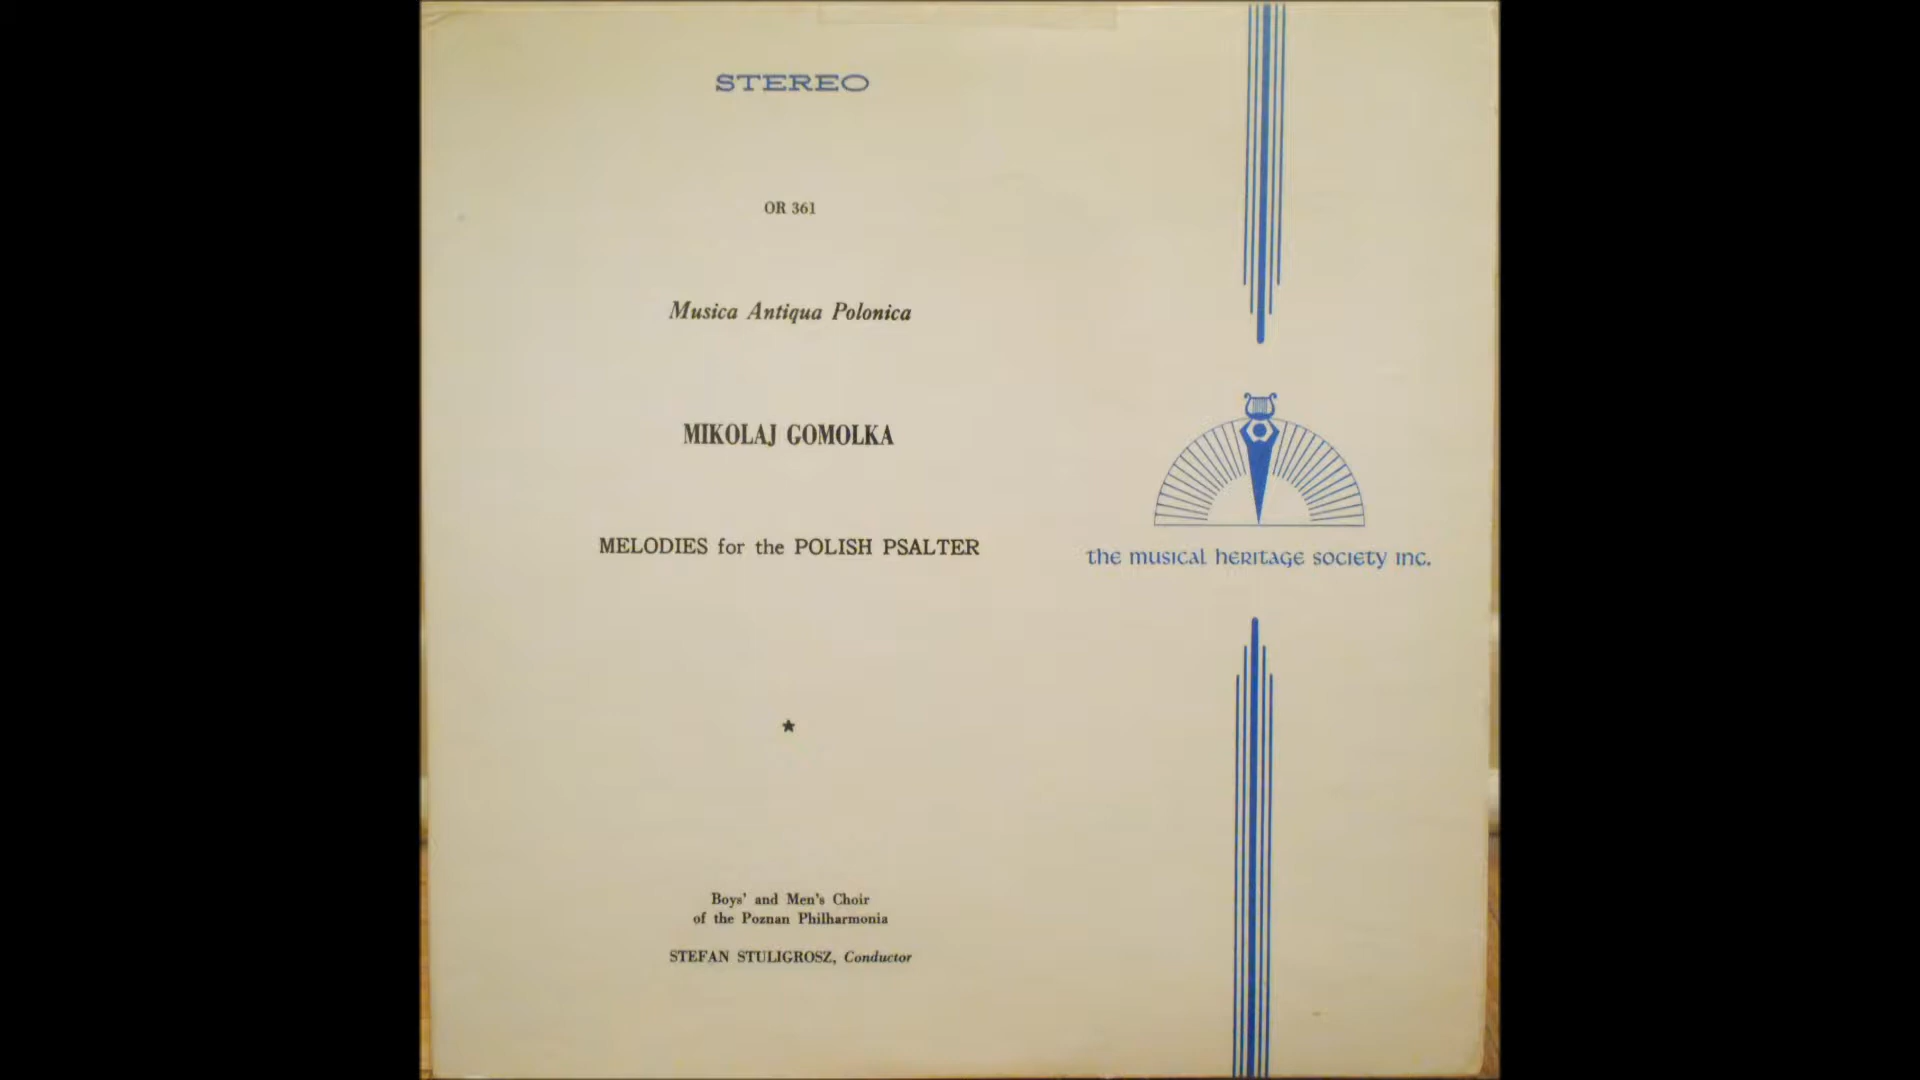 STEREO
OR 361
Musica Antiqua Polonica
MIKOLAJ GOMOLKA
MELODIES for the POLISH PSALTER
the musical heritage society inc.
Boys' and Men's Choir
of the Poznan Philharmonia
STEFAN STULIGROSZ, Conductor